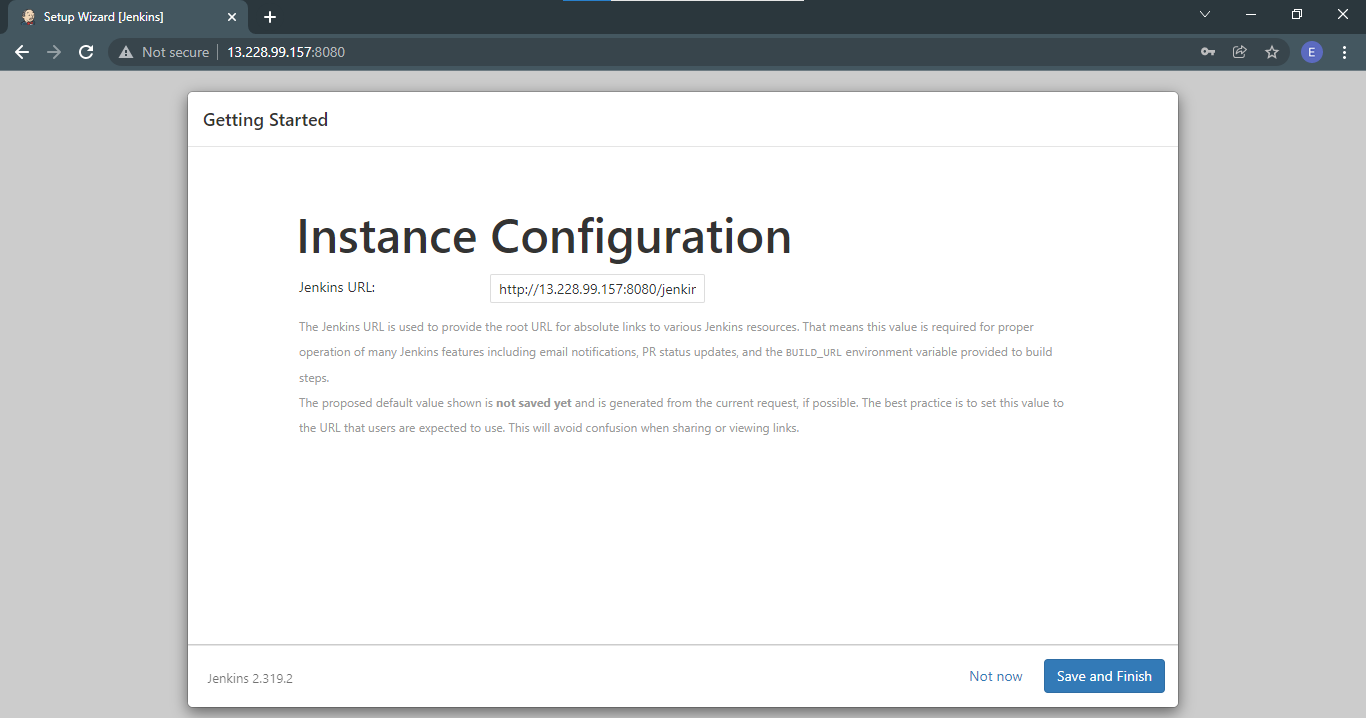 Setup Wizard [Jenkins]
Not secure
13.228.99.157:8080
E
Getting Started
Instance Configuration
Jenkins URL:
http://13.228.99.157:8080/jenkir
The Jenkins URL is used to provide the root URL for absolute links to various Jenkins resources. That means this value is required for proper
operation of many Jenkins features including email notifications, PR status updates, and the BUILD_URL environment variable provided to build
steps.
The proposed default value shown is not saved yet and is generated from the current request, if possible. The best practice is to set this value to
the URL that users are expected to use. This will avoid confusion when sharing or viewing links.
Jenkins 2.319.2
Not now
Save and Finish